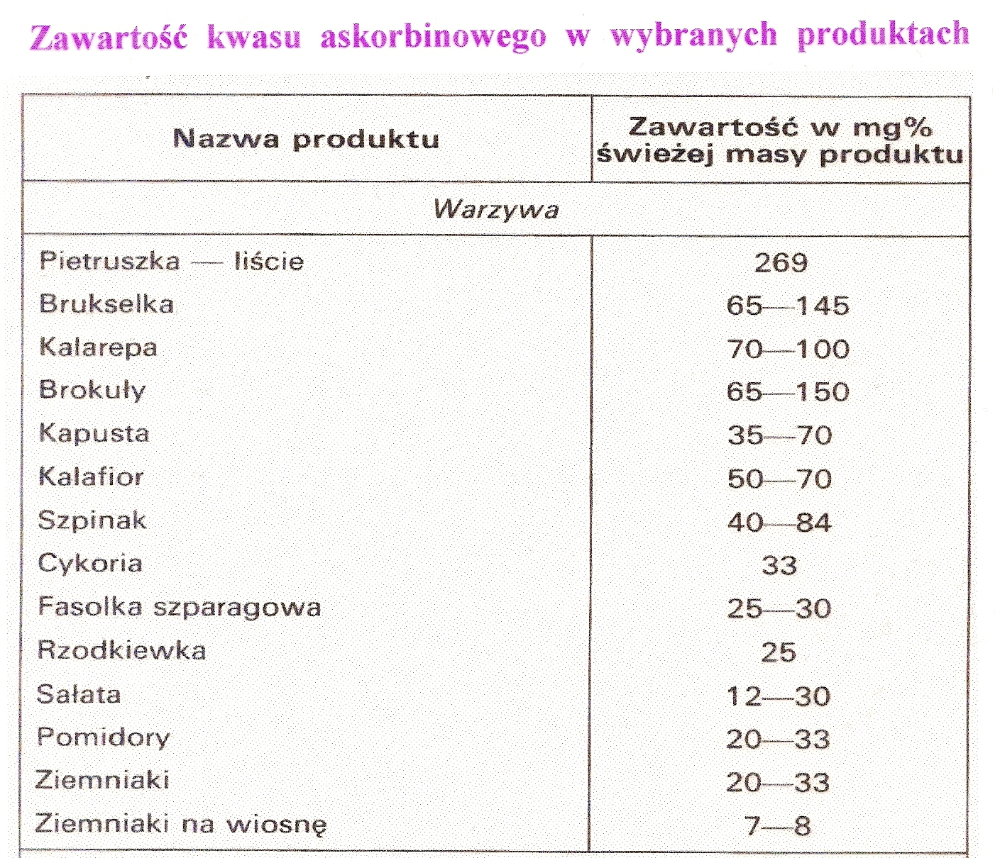 Zawartość kwasu askorbinowego w wybranych produktach
Nazwa produktu
Zawartość w mg%
świeżej masy produktu
Warzywa
Pietruszka — liście 269
Brukselka 65—145
Kalarepa 70—100
Brokuły 65—150
Kapusta 35—70
Kalafior 50—70
Szpinak 40—84
Cykoria 33
Fasolka szparagowa 25—30
Rzodkiewka 25
Sałata 12—30
Pomidory 20—33
Ziemniaki 20—33
Ziemniaki na wiosnę 7—8